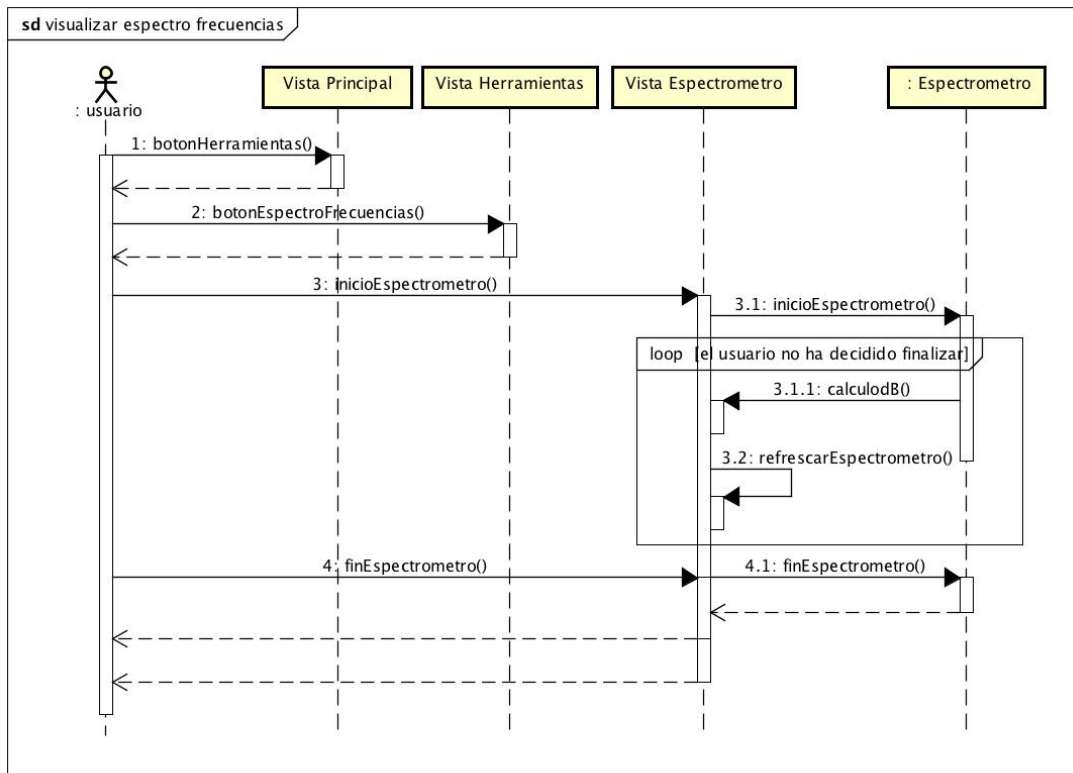 sd visualizar espectro frecuencias
: usuario
Vista Principal
Vista Herramientas
Vista Espectrometro
: Espectrometro
1: botonHerramientas()
2: botonEspectroFrecuencias()
3: inicioEspectrometro()
3.1: inicioEspectrometro()
loop [el usuario no ha decidido finalizar]
3.1.1: calculodB()
3.2: refrescarEspectrometro()
4: finEspectrometro()
4.1: finEspectrometro()